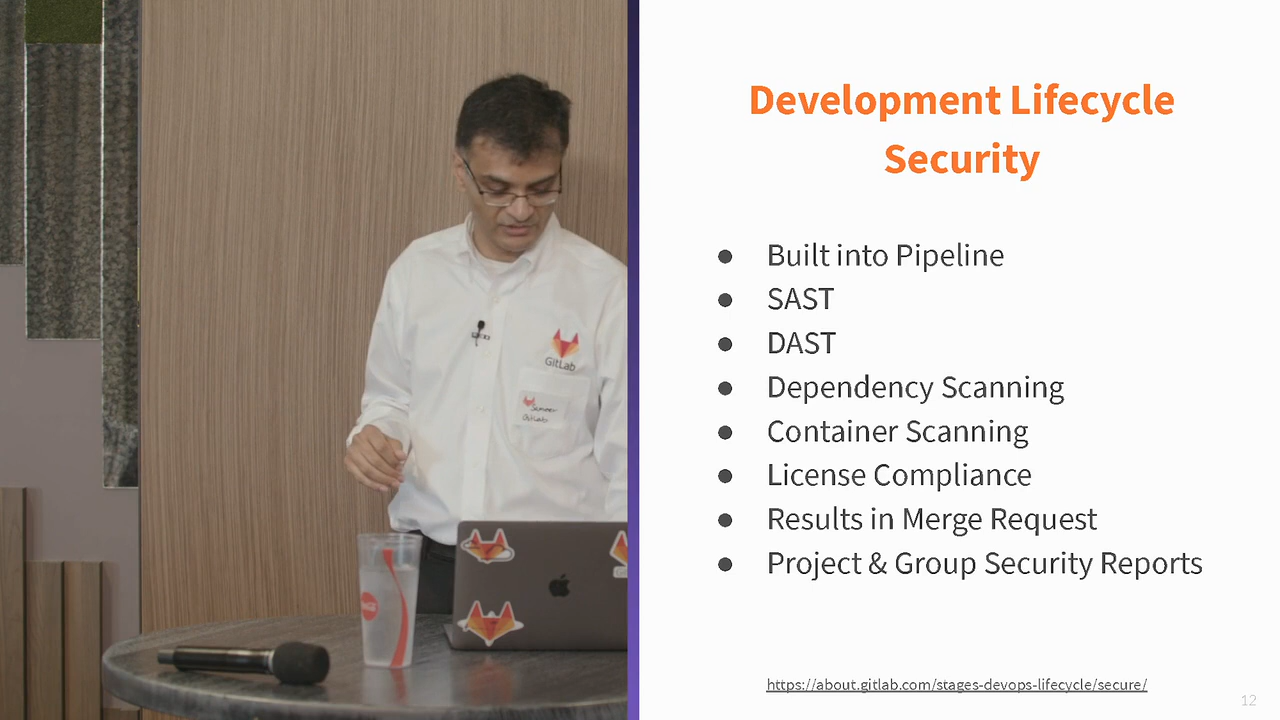 GitLab
GitLab
Development Lifecycle
Security
● Built into Pipeline
● SAST
● DAST
● Dependency Scanning
● Container Scanning
● License Compliance
● Results in Merge Request
● Project & Group Security Reports
https://about.gitlab.com/stages-devops-lifecycle/secure/
12